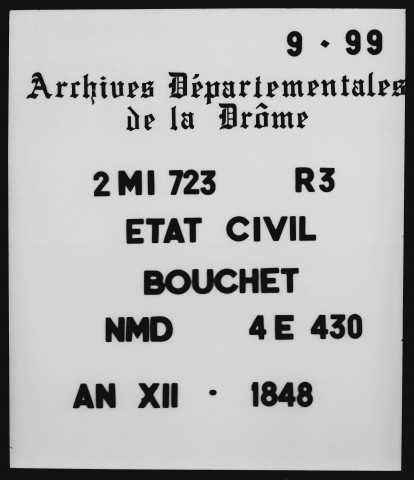 9 · 99
Archives Départementales
de la Drôme
2 MI 723 R3
ETAT CIVIL
BOUCHET
NMD 4 E 430
AN XII · 1848